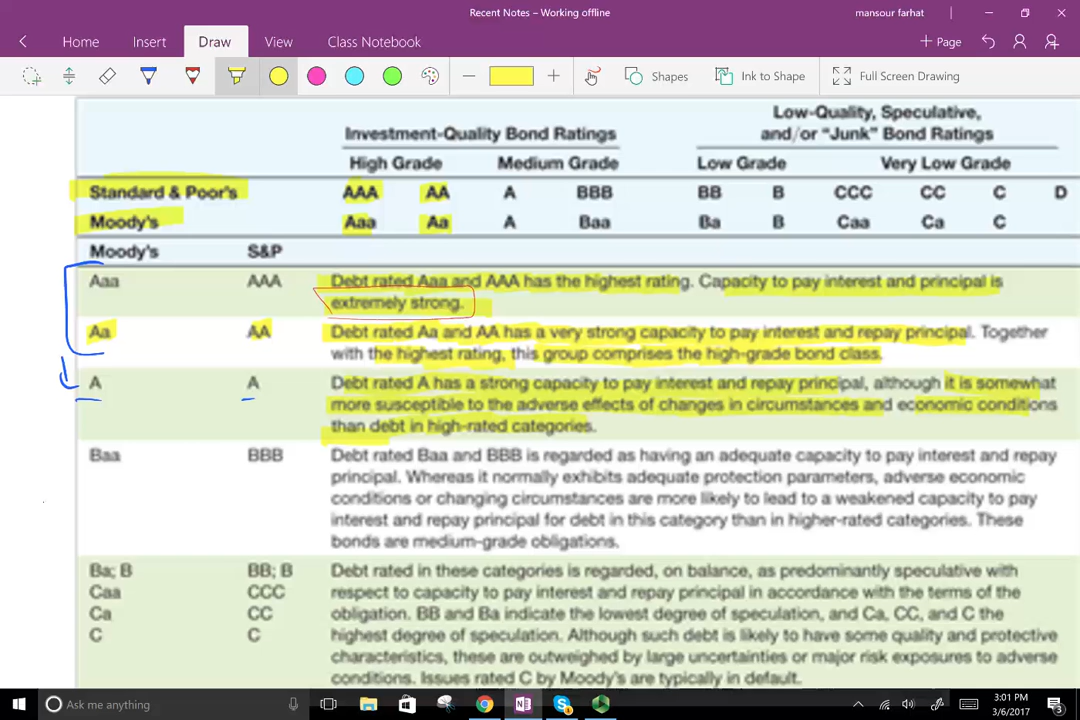 Recent Notes – Working offline
mansour farhat
Home Insert Draw View Class Notebook
Page
Shapes Ink to Shape Full Screen Drawing
Investment-Quality Bond Ratings
Low-Quality, Speculative,
and/or "Junk" Bond Ratings
High Grade Medium Grade Low Grade Very Low Grade
Standard & Poor's AAA AA A BBB BB B CCC CC C D
Moody's Aaa Aa A Baa Ba B Caa Ca C
Moody's S&P
Aaa AAA Debt rated Aaa and AAA has the highest rating. Capacity to pay interest and principal is
extremely strong.
Aa AA Debt rated Aa and AA has a very strong capacity to pay interest and repay principal. Together
with the highest rating, this group comprises the high-grade bond class.
A A Debt rated A has a strong capacity to pay interest and repay principal, although it is somewhat
more susceptible to the adverse effects of changes in circumstances and economic conditions
than debt in high-rated categories.
Baa BBB Debt rated Baa and BBB is regarded as having an adequate capacity to pay interest and repay
principal. Whereas it normally exhibits adequate protection parameters, adverse economic
conditions or changing circumstances are more likely to lead to a weakened capacity to pay
interest and repay principal for debt in this category than in higher-rated categories. These
bonds are medium-grade obligations.
Ba; B BB; B Debt rated in these categories is regarded, on balance, as predominantly speculative with
Caa CCC respect to capacity to pay interest and repay principal in accordance with the terms of the
Ca CC obligation. BB and Ba indicate the lowest degree of speculation, and Ca, CC, and C the
C C highest degree of speculation. Although such debt is likely to have some quality and protective
characteristics, these are outweighed by large uncertainties or major risk exposures to adverse
conditions. Issues rated C by Moody's are typically in default.
Ask me anything
3:01 PM
3/6/2017
3